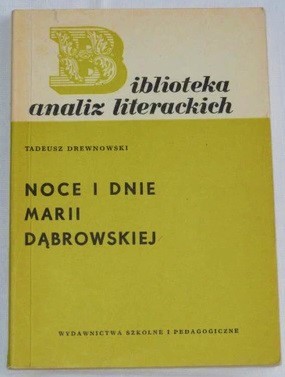 Biblioteka
analiz literackich
TADEUSZ DREWNOWSKI
NOCE I DNIE
MARII
DĄBROWSKIEJ
WYDAWNICTWA SZKOLNE I PEDAGOGICZNE